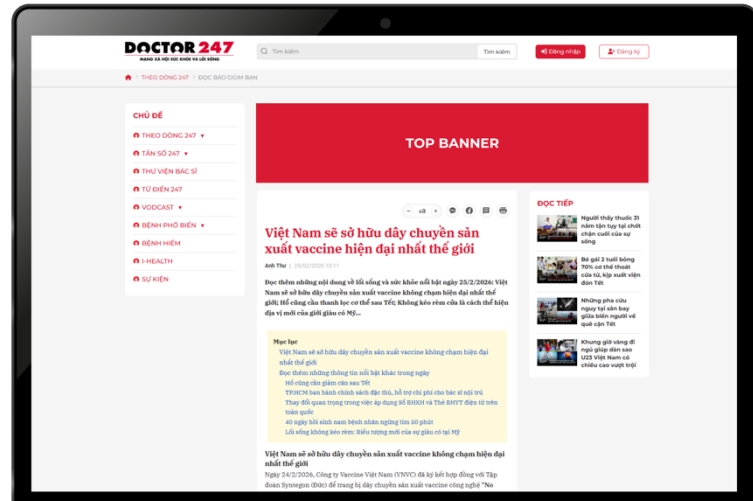 DOCTOR 247
MẠNG XÃ HỘI SỨC KHỎE VÀ LỐI SỐNG
Tìm kiếm
Tìm kiếm
Đăng nhập
Đăng ký
/ THEO DÒNG 247 / ĐỌC BÁO GIÙM BẠN
CHỦ ĐỀ
THEO DÒNG 247
TẦN SỐ 247
THƯ VIỆN BÁC SĨ
TỪ ĐIỂN 247
VODCAST
BỆNH PHỔ BIẾN
BỆNH HIẾM
I-HEALTH
SỰ KIỆN
TOP BANNER
- aA +
Việt Nam sẽ sở hữu dây chuyền sản
xuất vaccine hiện đại nhất thế giới
Anh Thư | 25/02/2026 10:11
Đọc thêm những nội dung về lối sống và sức khỏe nổi bật ngày 25/2/2026: Việt
Nam sẽ sở hữu dây chuyền sản xuất vaccine không chạm hiện đại nhất thế
giới; Hổ cũng cần thanh lọc cơ thể sau Tết; Không kéo rèm cửa là cách thể hiện
địa vị mới của giới giàu có Mỹ...
Mục lục
Việt Nam sẽ sở hữu dây chuyền sản xuất vaccine không chạm hiện đại
nhất thế giới
Đọc thêm những thông tin nổi bật khác trong ngày
Hổ cũng cần giảm cân sau Tết
TP.HCM ban hành chính sách đặc thù, hỗ trợ chi phí cho bác sĩ nội trú
Thay đổi quan trọng trong việc áp dụng Sổ BHXH và Thẻ BHYT điện tử trên
toàn quốc
40 ngày hồi sinh nam bệnh nhân ngừng tim 50 phút
Lối sống không kéo rèm: Biểu tượng mới của sự giàu có tại Mỹ
Việt Nam sẽ sở hữu dây chuyền sản xuất vaccine không chạm hiện đại
nhất thế giới
Ngày 24/2/2026, Công ty Vaccine Việt Nam (VNVC) đã ký kết hợp đồng với Tập
đoàn Syntegon (Đức) để trang bị dây chuyền sản xuất vaccine công nghệ "No
ĐỌC TIẾP
Người thầy thuốc 31
năm tận tụy tại chốt
chặn cuối của sự
sống
Bé gái 2 tuổi bỏng
70% cơ thể thoát
cửa tử, kịp xuất viện
đón Tết
Những pha cứu
nguy tại sân bay
giữa biển người về
quê cận Tết
Khung giờ vàng đi
ngủ giúp dàn sao
U23 Việt Nam có
chiều cao vượt trội